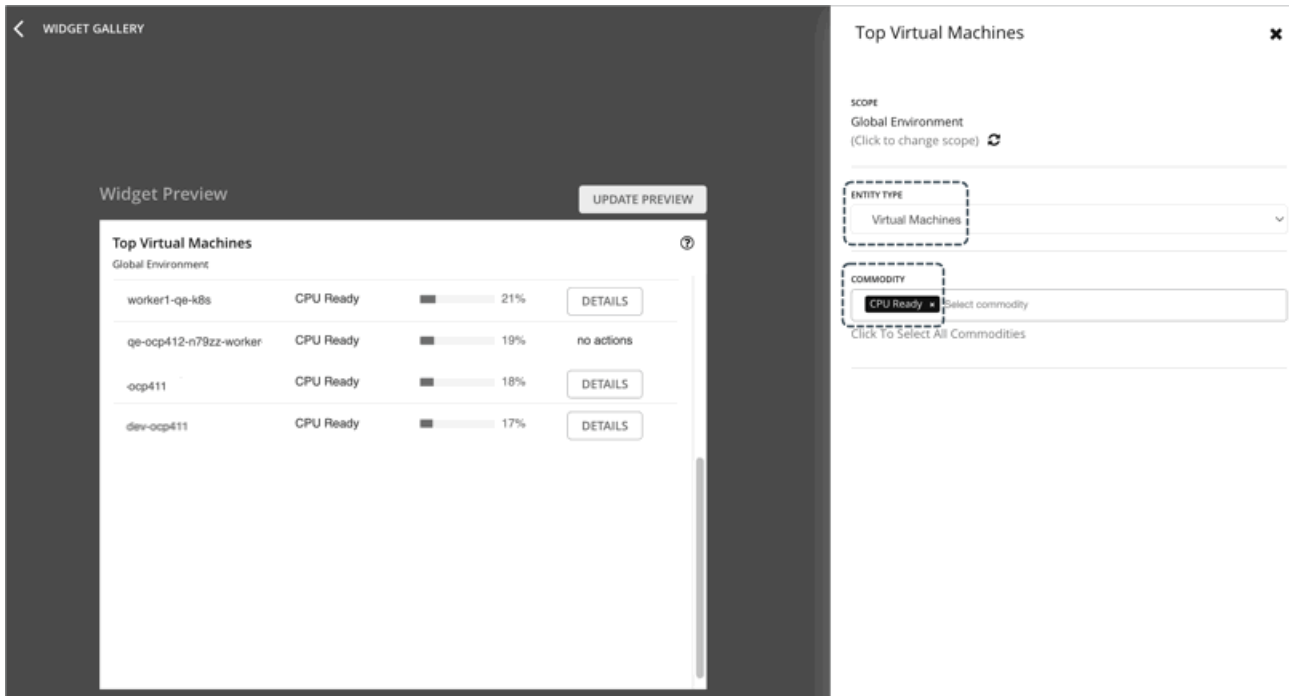 WIDGET GALLERY
Widget Preview
UPDATE PREVIEW
Top Virtual Machines
Global Environment
worker1-qe-k8s CPU Ready 21% DETAILS
qe-ocp412-n79zz-worker CPU Ready 19% no actions
-ocp411 CPU Ready 18% DETAILS
dev-ocp411 CPU Ready 17% DETAILS
Top Virtual Machines
SCOPE
Global Environment
(Click to change scope)
ENTITY TYPE
Virtual Machines
COMMODITY
CPU Ready × Select commodity
Click To Select All Commodities